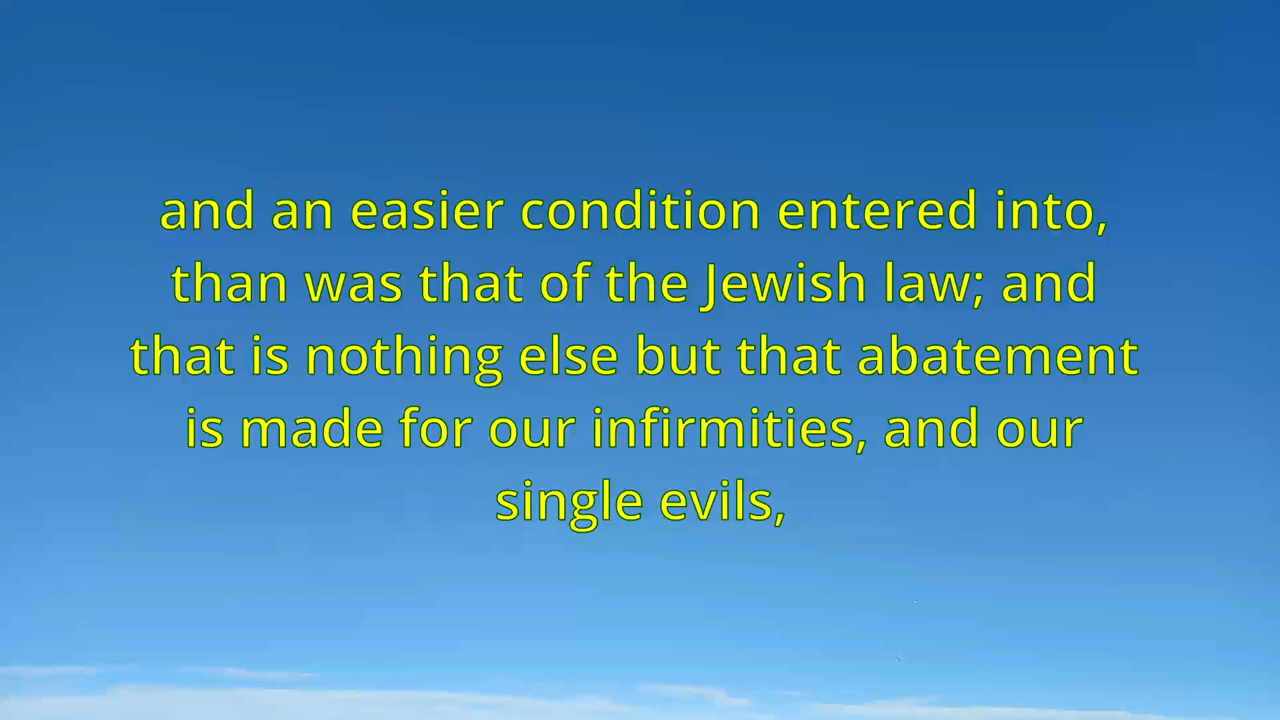 and an easier condition entered into,
than was that of the Jewish law; and
that is nothing else but that abatement
is made for our infirmities, and our
single evils,